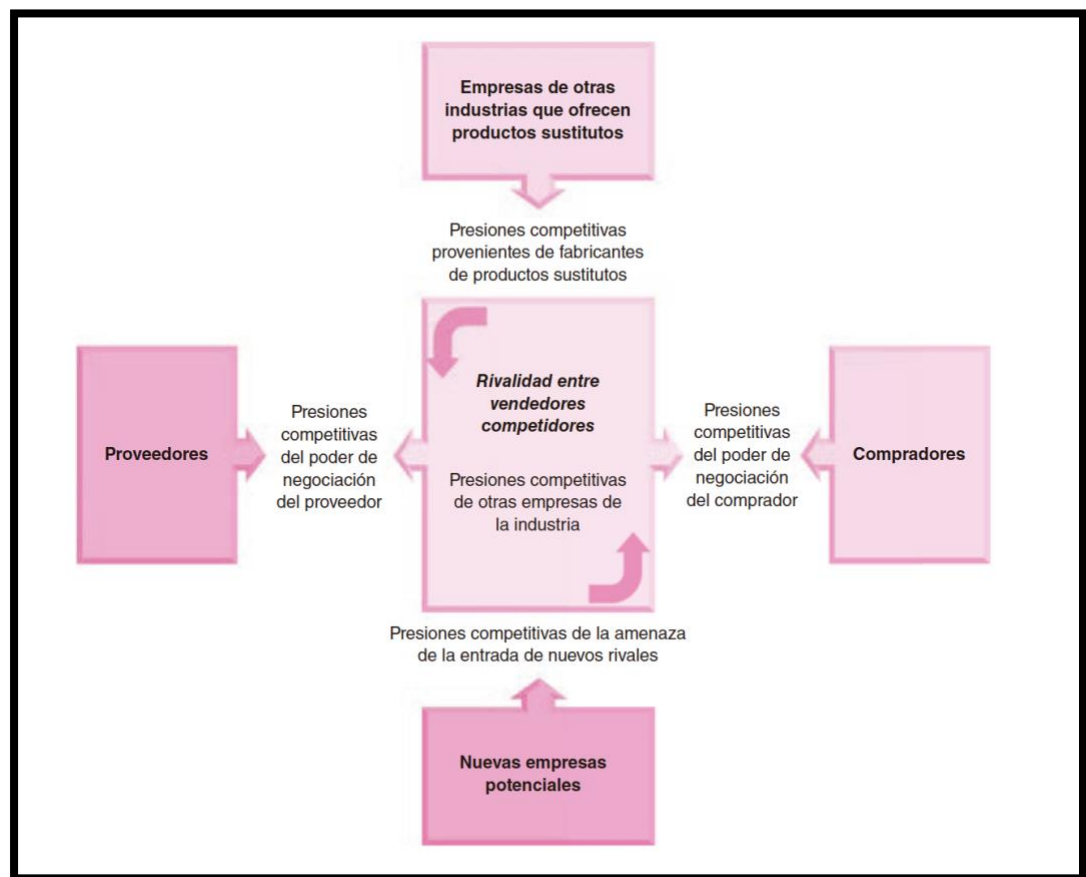 Empresas de otras
industrias que ofrecen
productos sustitutos
Presiones competitivas
provenientes de fabricantes
de productos sustitutos
Proveedores
Presiones
competitivas
del poder de
negociación
del proveedor
Rivalidad entre
vendedores
competidores
Presiones competitivas
de otras empresas de
la industria
Presiones
competitivas
del poder de
negociación
del comprador
Compradores
Presiones competitivas de la amenaza
de la entrada de nuevos rivales
Nuevas empresas
potenciales